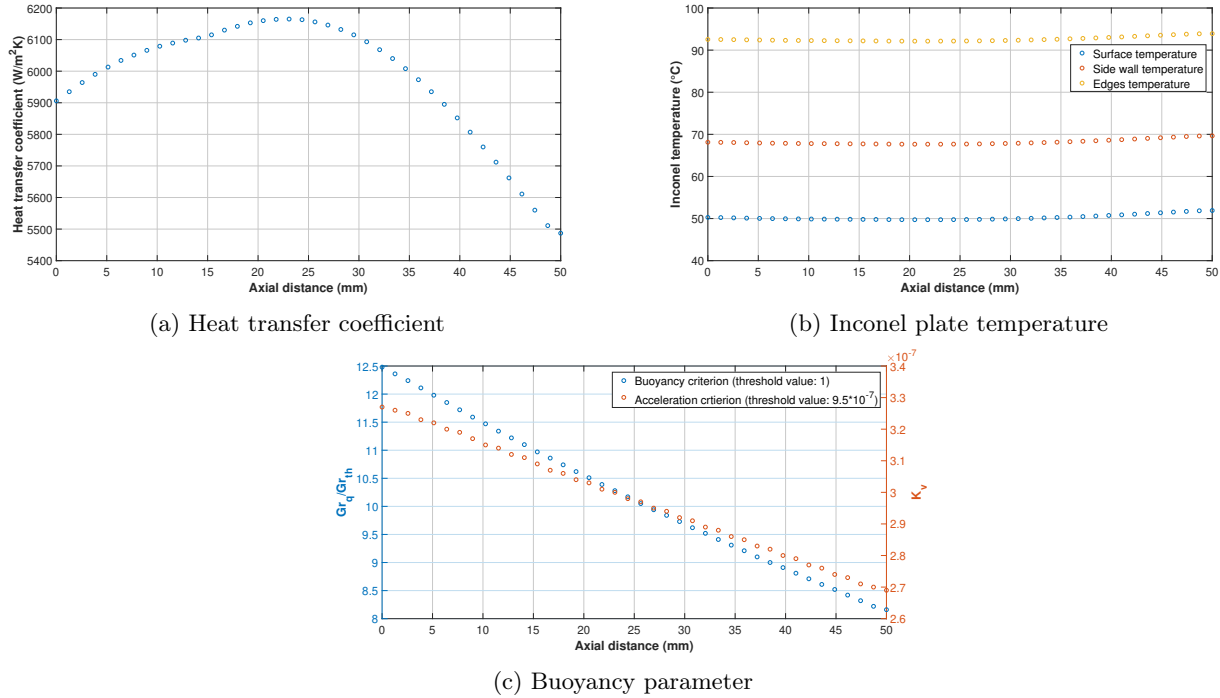 Heat transfer coefficient (W/m²K)
6200
6100
6000
5900
5800
5700
5600
5500
5400
0 5 10 15 20 25 30 35 40 45 50
Axial distance (mm)
(a) Heat transfer coefficient
Inconel temperature (°C)
100
90
80
70
60
50
40
Surface temperature
Side wall temperature
Edges temperature
0 5 10 15 20 25 30 35 40 45 50
Axial distance (mm)
(b) Inconel plate temperature
Gr_q/Gr_th
12.5
12
11.5
11
10.5
10
9.5
9
8.5
8
Buoyancy criterion (threshold value: 1)
Acceleration crtierion (threshold value: 9.5*10⁻⁷)
×10⁻⁷
3.4
3.3
3.2
3.1
3
2.9
2.8
2.7
2.6
K_v
0 5 10 15 20 25 30 35 40 45 50
Axial distance (mm)
(c) Buoyancy parameter